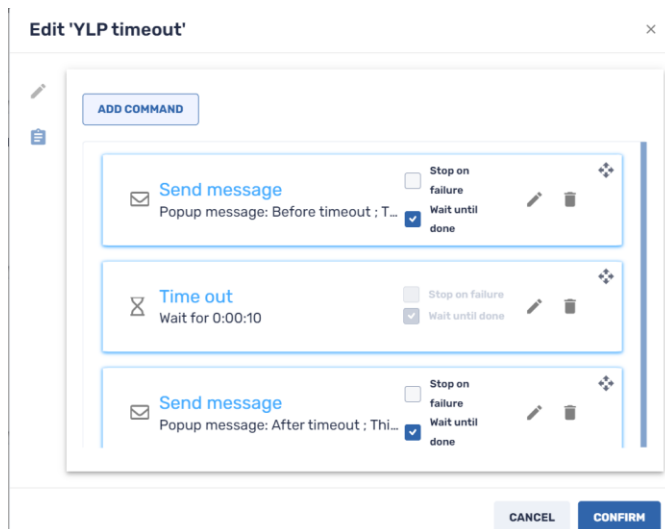 Edit 'YLP timeout'
ADD COMMAND
Send message
Popup message: Before timeout ; T...
Stop on
failure
Wait until
done
Time out
Wait for 0:00:10
Stop on failure
Wait until done
Send message
Popup message: After timeout ; Thi...
Stop on
failure
Wait until
done
CANCEL
CONFIRM